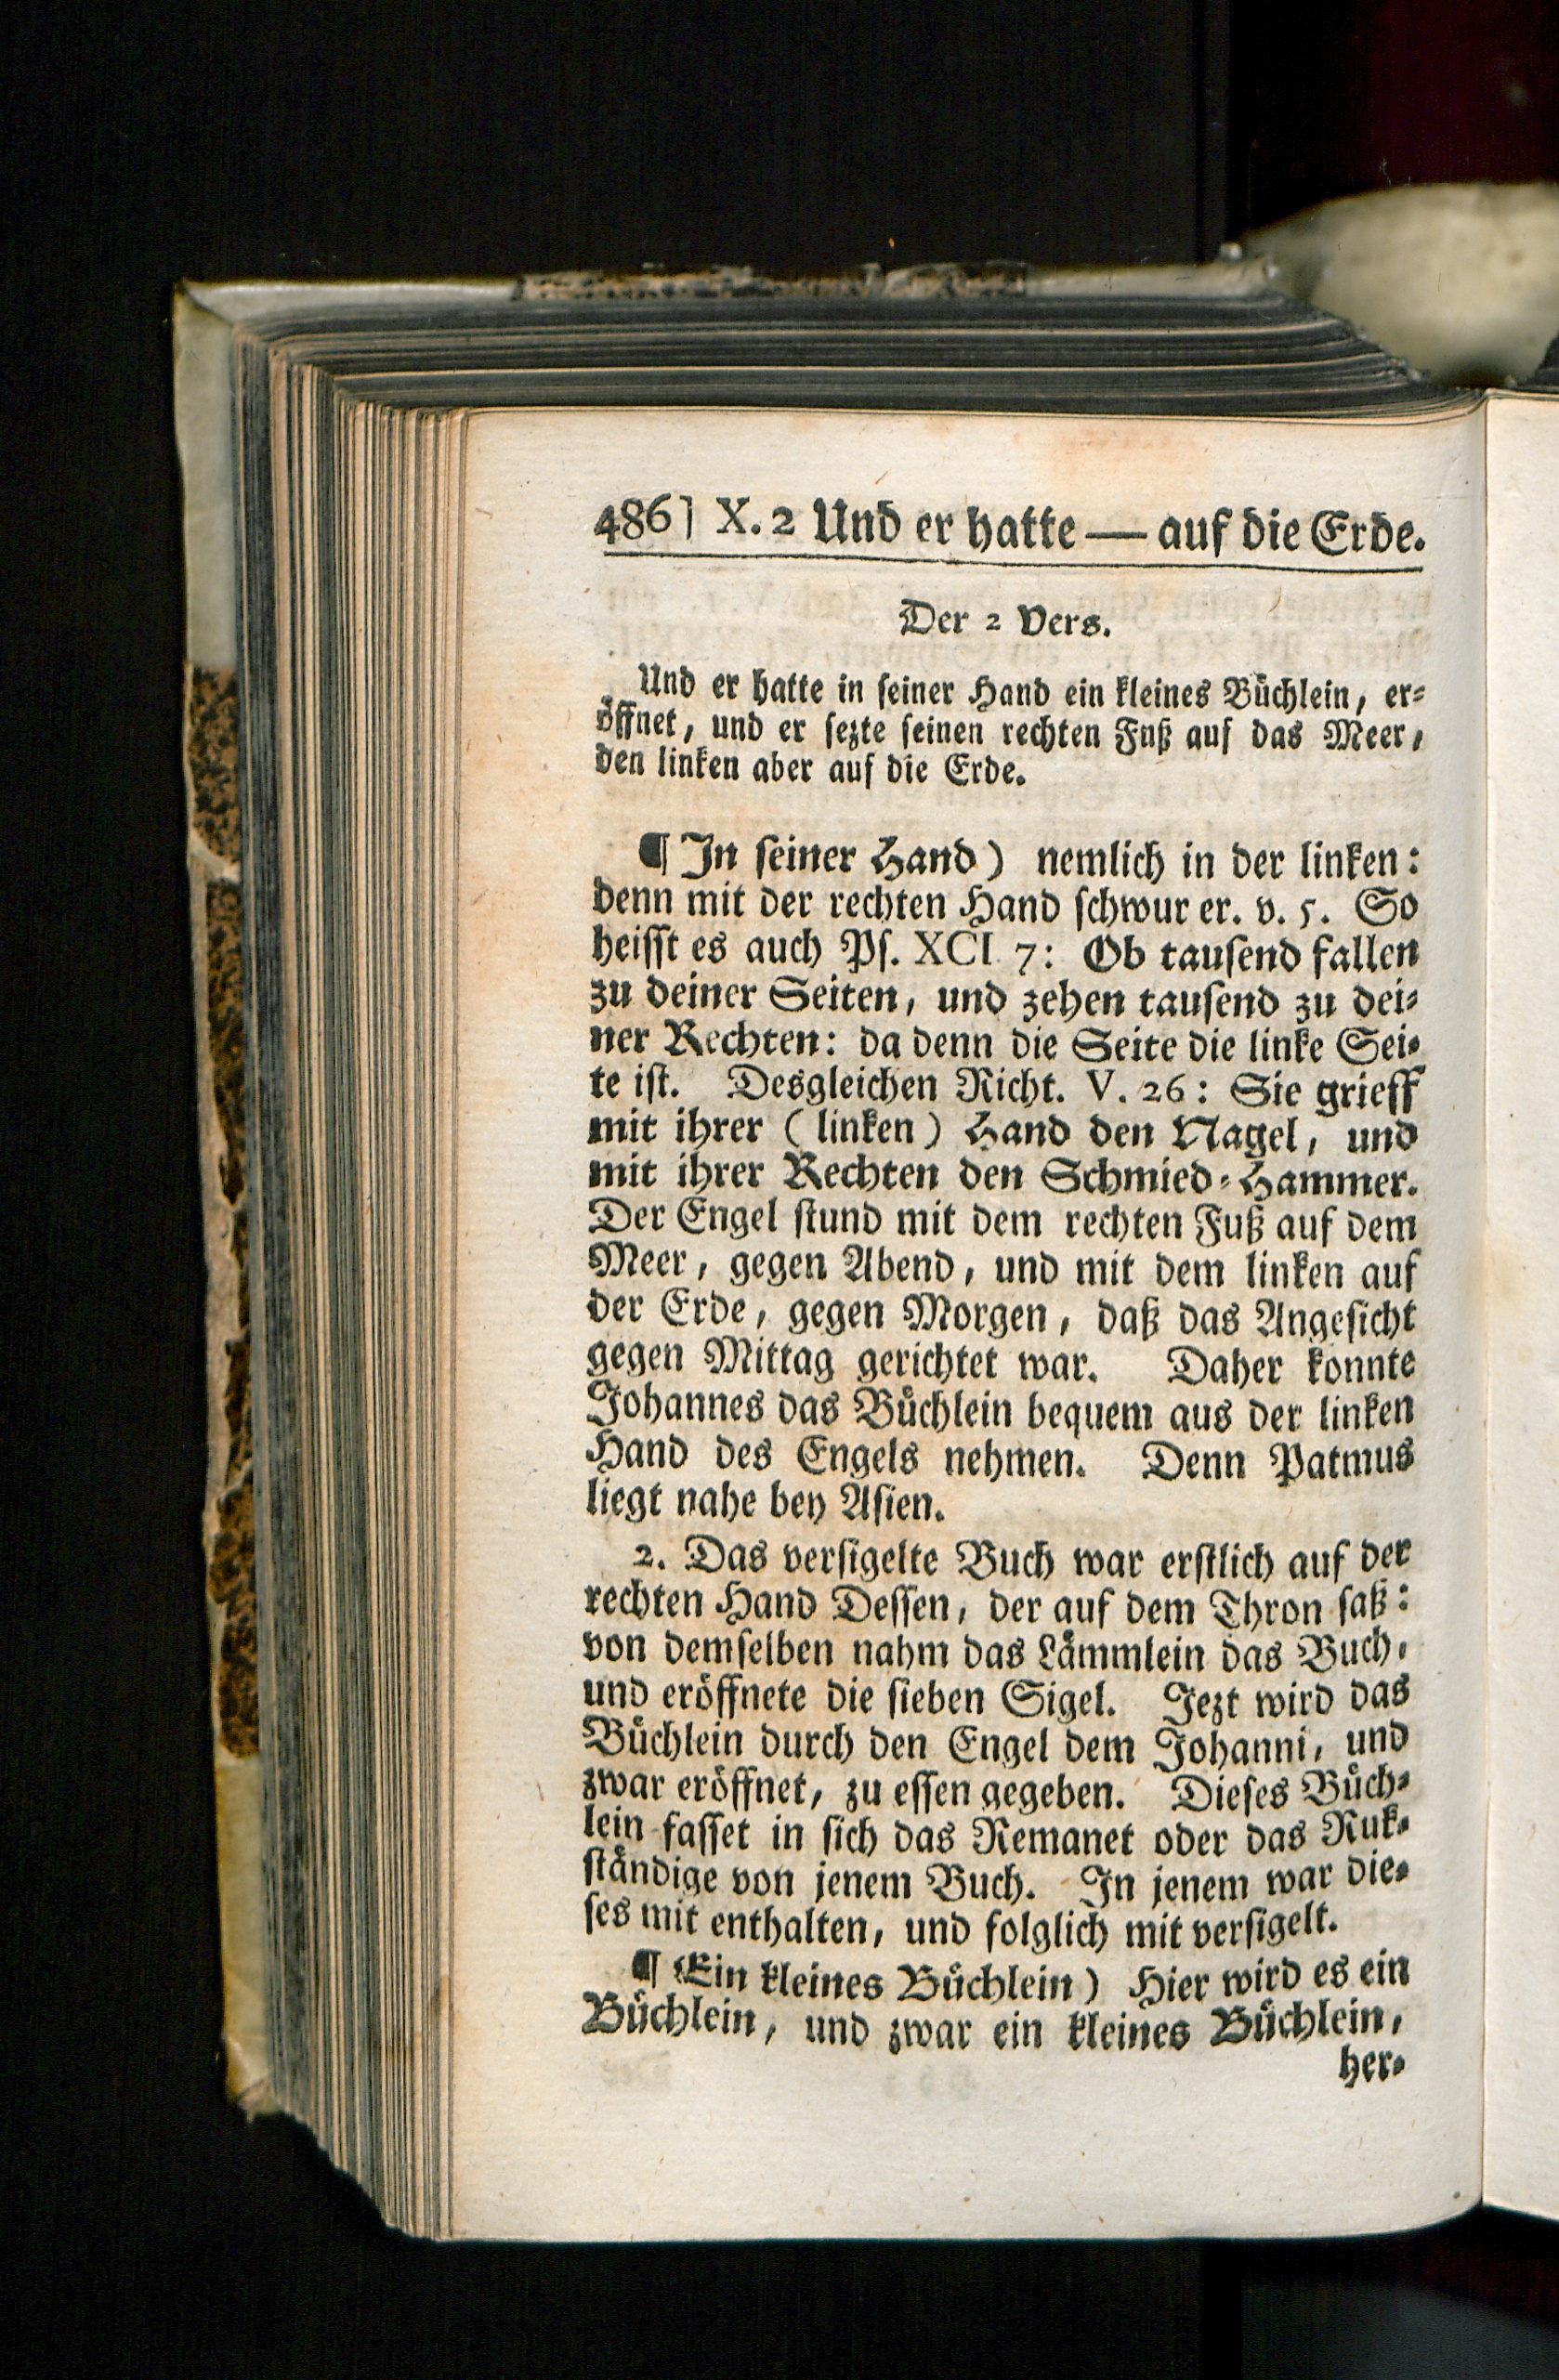 486] X. 2 Und er hatte — auf die Erde.
Der 2 Vers.
Und er hatte in ſeiner Hand ein kleines Büchlein, er-
öffnet, und er ſezte ſeinen rechten Fuß auf das Meer,
den linken aber auf die Erde.
¶ In ſeiner Hand) nemlich in der linken:
denn mit der rechten Hand ſchwur er. v. 5. So
heiſſt es auch Pſ. XCI. 7: Ob tauſend fallen
zu deiner Seiten, und zehen tauſend zu dei-
ner Rechten: da denn die Seite die linke Sei-
te iſt. Desgleichen Richt. V. 26: Sie grieff
mit ihrer (linken) Hand den Nagel, und
mit ihrer Rechten den Schmied-Hammer.
Der Engel ſtund mit dem rechten Fuß auf dem
Meer, gegen Abend, und mit dem linken auf
der Erde, gegen Morgen, daß das Angeſicht
gegen Mittag gerichtet war. Daher konnte
Johannes das Büchlein bequem aus der linken
Hand des Engels nehmen. Denn Patmus
liegt nahe bey Aſien.
2. Das verſigelte Buch war erſtlich auf der
rechten Hand Deſſen, der auf dem Thron ſaß:
von demſelben nahm das Lämmlein das Buch,
und eröffnete die ſieben Sigel. Jezt wird das
Büchlein durch den Engel dem Johanni, und
zwar eröffnet, zu eſſen gegeben. Dieſes Büch-
lein faſſet in ſich das Remanet oder das Ruk-
ſtändige von jenem Buch. In jenem war die-
ſes mit enthalten, und folglich mit verſigelt.
¶ Ein kleines Büchlein) Hier wird es ein
Büchlein, und zwar ein kleines Büchlein,
her-